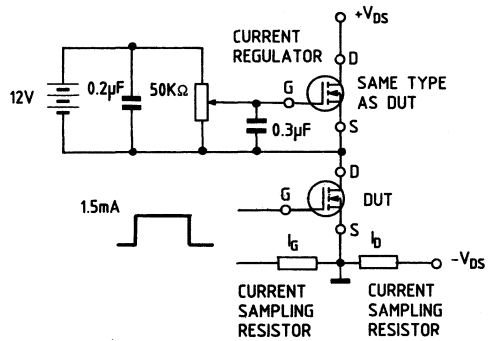 +VDS
CURRENT
REGULATOR
D
G
SAME TYPE
AS DUT
12V
0.2µF
50KΩ
0.3µF
S
D
G
DUT
1.5mA
S
IG
ID
-VDS
CURRENT
SAMPLING
RESISTOR
CURRENT
SAMPLING
RESISTOR